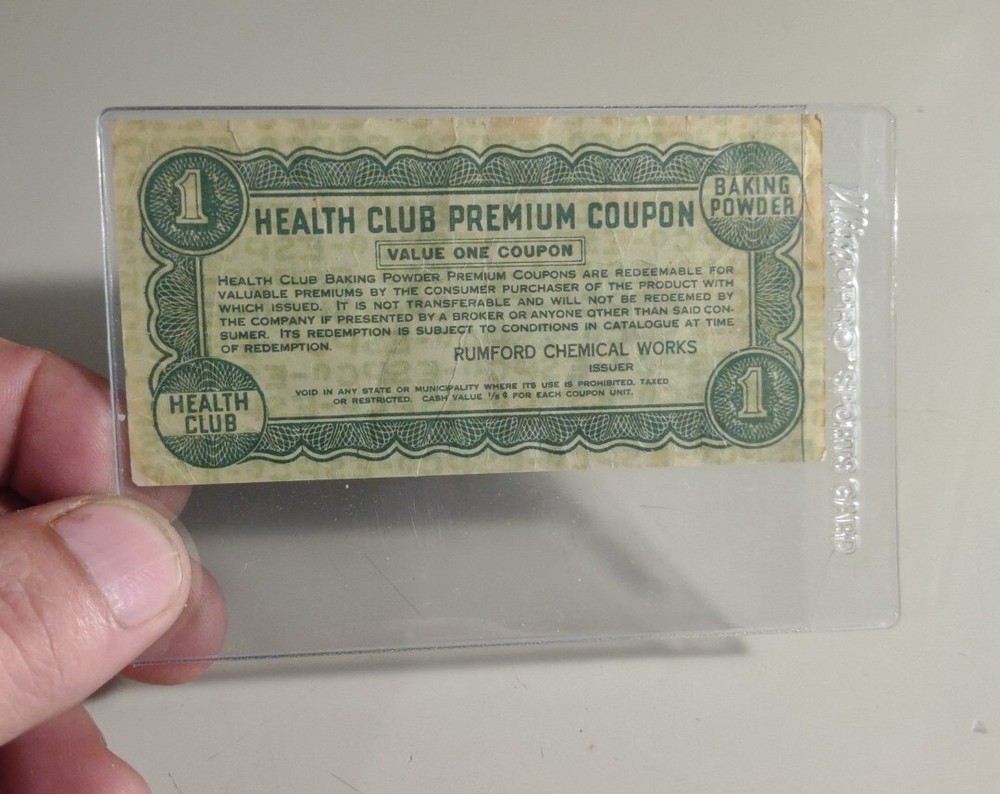 1
BAKING
POWDER
HEALTH CLUB PREMIUM COUPON
VALUE ONE COUPON
HEALTH CLUB BAKING POWDER PREMIUM COUPONS ARE REDEEMABLE FOR
VALUABLE PREMIUMS BY THE CONSUMER PURCHASER OF THE PRODUCT WITH
WHICH ISSUED. IT IS NOT TRANSFERABLE AND WILL NOT BE REDEEMED BY
THE COMPANY IF PRESENTED BY A BROKER OR ANYONE OTHER THAN SAID CON-
SUMER. ITS REDEMPTION IS SUBJECT TO CONDITIONS IN CATALOGUE AT TIME
OF REDEMPTION.
RUMFORD CHEMICAL WORKS
ISSUER
VOID IN ANY STATE OR MUNICIPALITY WHERE ITS USE IS PROHIBITED, TAXED
OR RESTRICTED. CASH VALUE 1/8 ¢ FOR EACH COUPON UNIT.
HEALTH
CLUB
1
SPORTS CARD